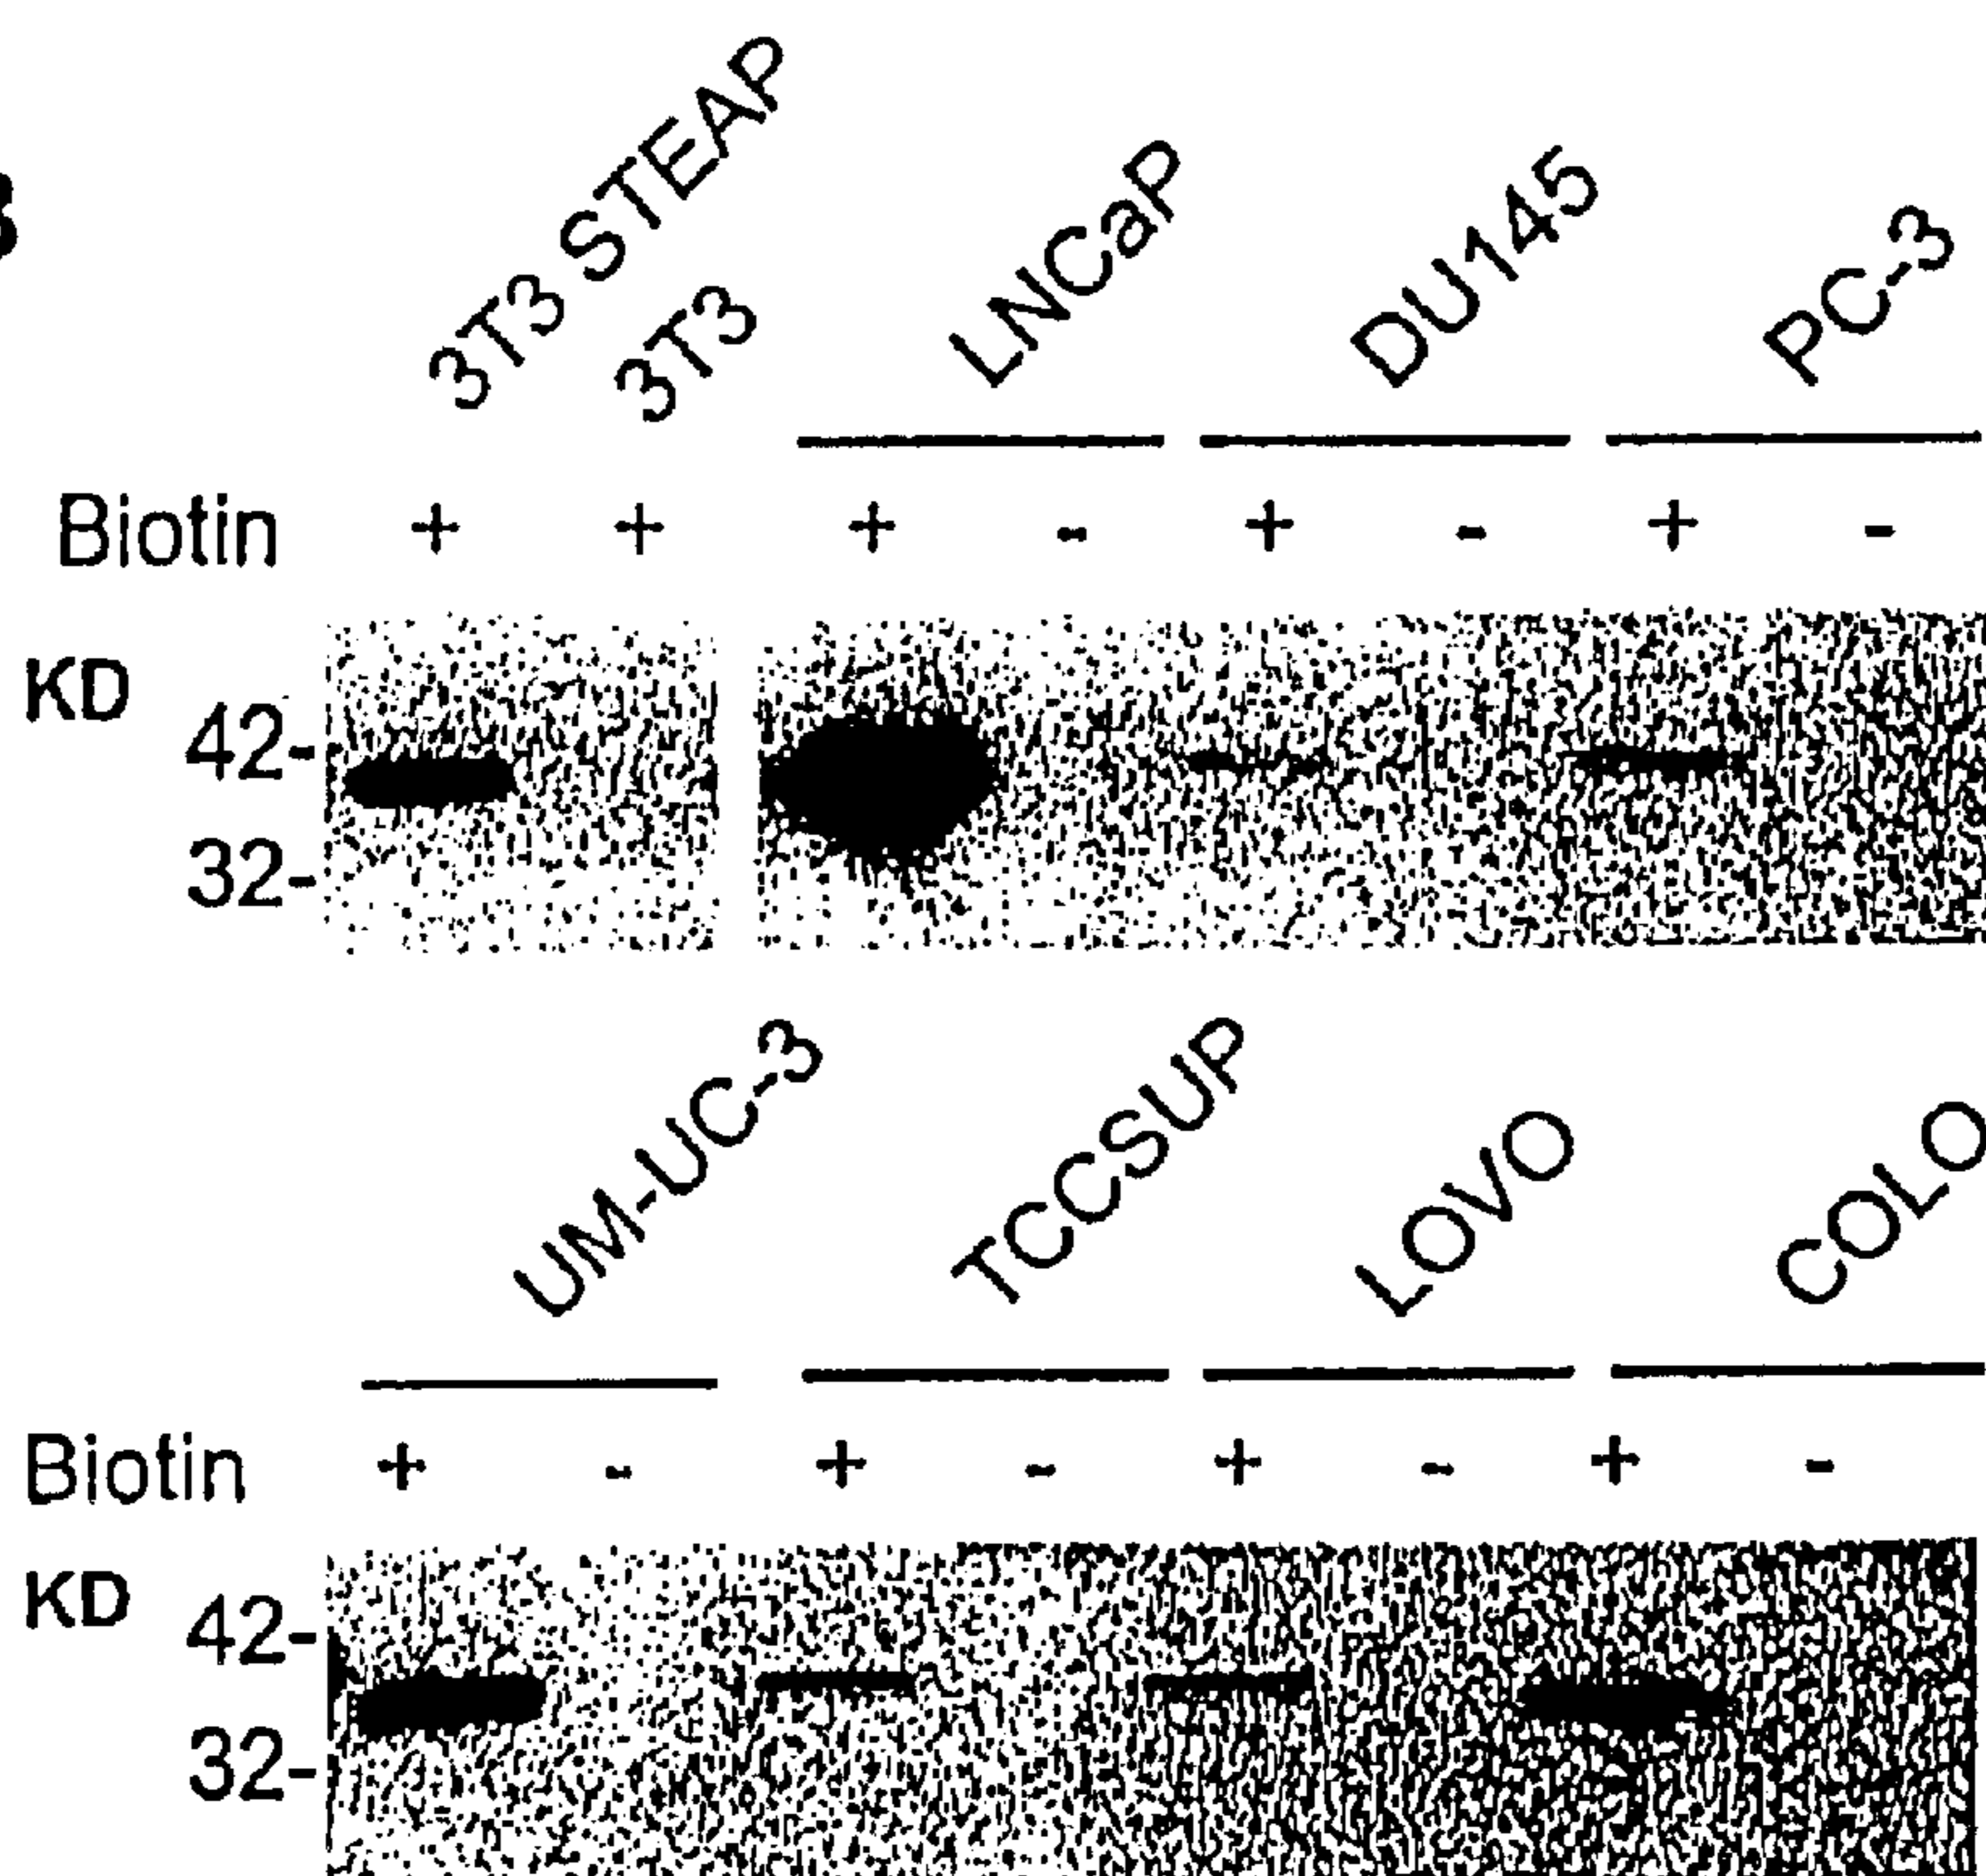 3T3 STEAP
3T3
LNCaP
DU145
PC-3
Biotin + + + - + - + -
KD
42-
32-
UM-UC-3
TCCSUP
LOVO
COLO
Biotin + - + - + - + -
KD
42-
32-